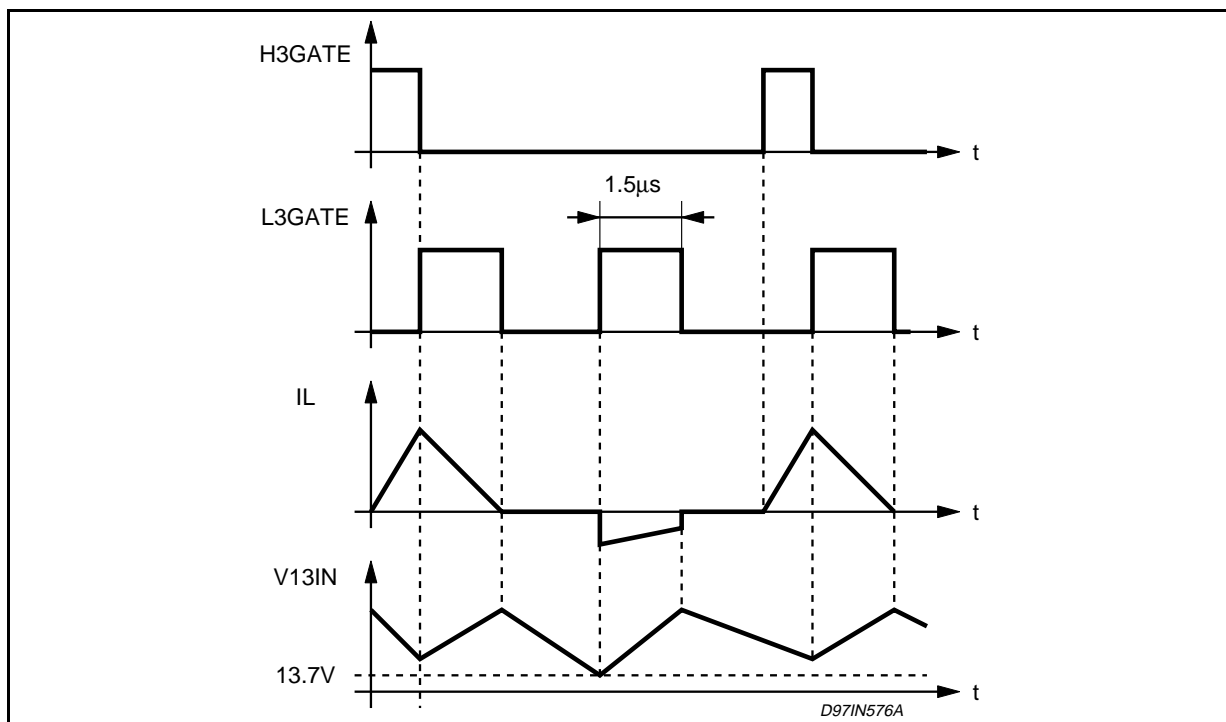 H3GATE
t
1.5µs
L3GATE
t
IL
t
V13IN
13.7V
t
D97IN576A